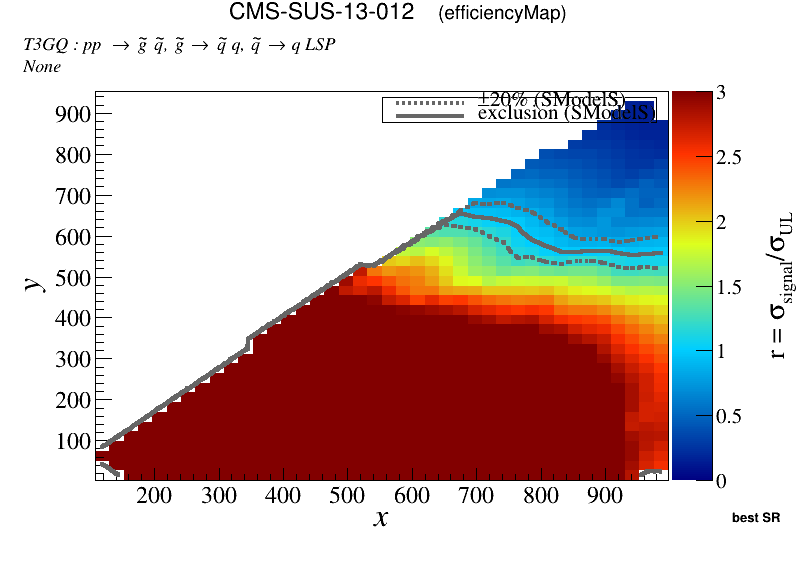 CMS-SUS-13-012 (efficiencyMap)
T3GQ : pp → g̃ q̃, g̃ → q̃ q, q̃ → q LSP
None
±20% (SModelS)
exclusion (SModelS)
900
800
700
600
500
400
300
200
100
y
200 300 400 500 600 700 800 900
x
3
2.5
2
1.5
1
0.5
0
r = σsignal/σUL
best SR